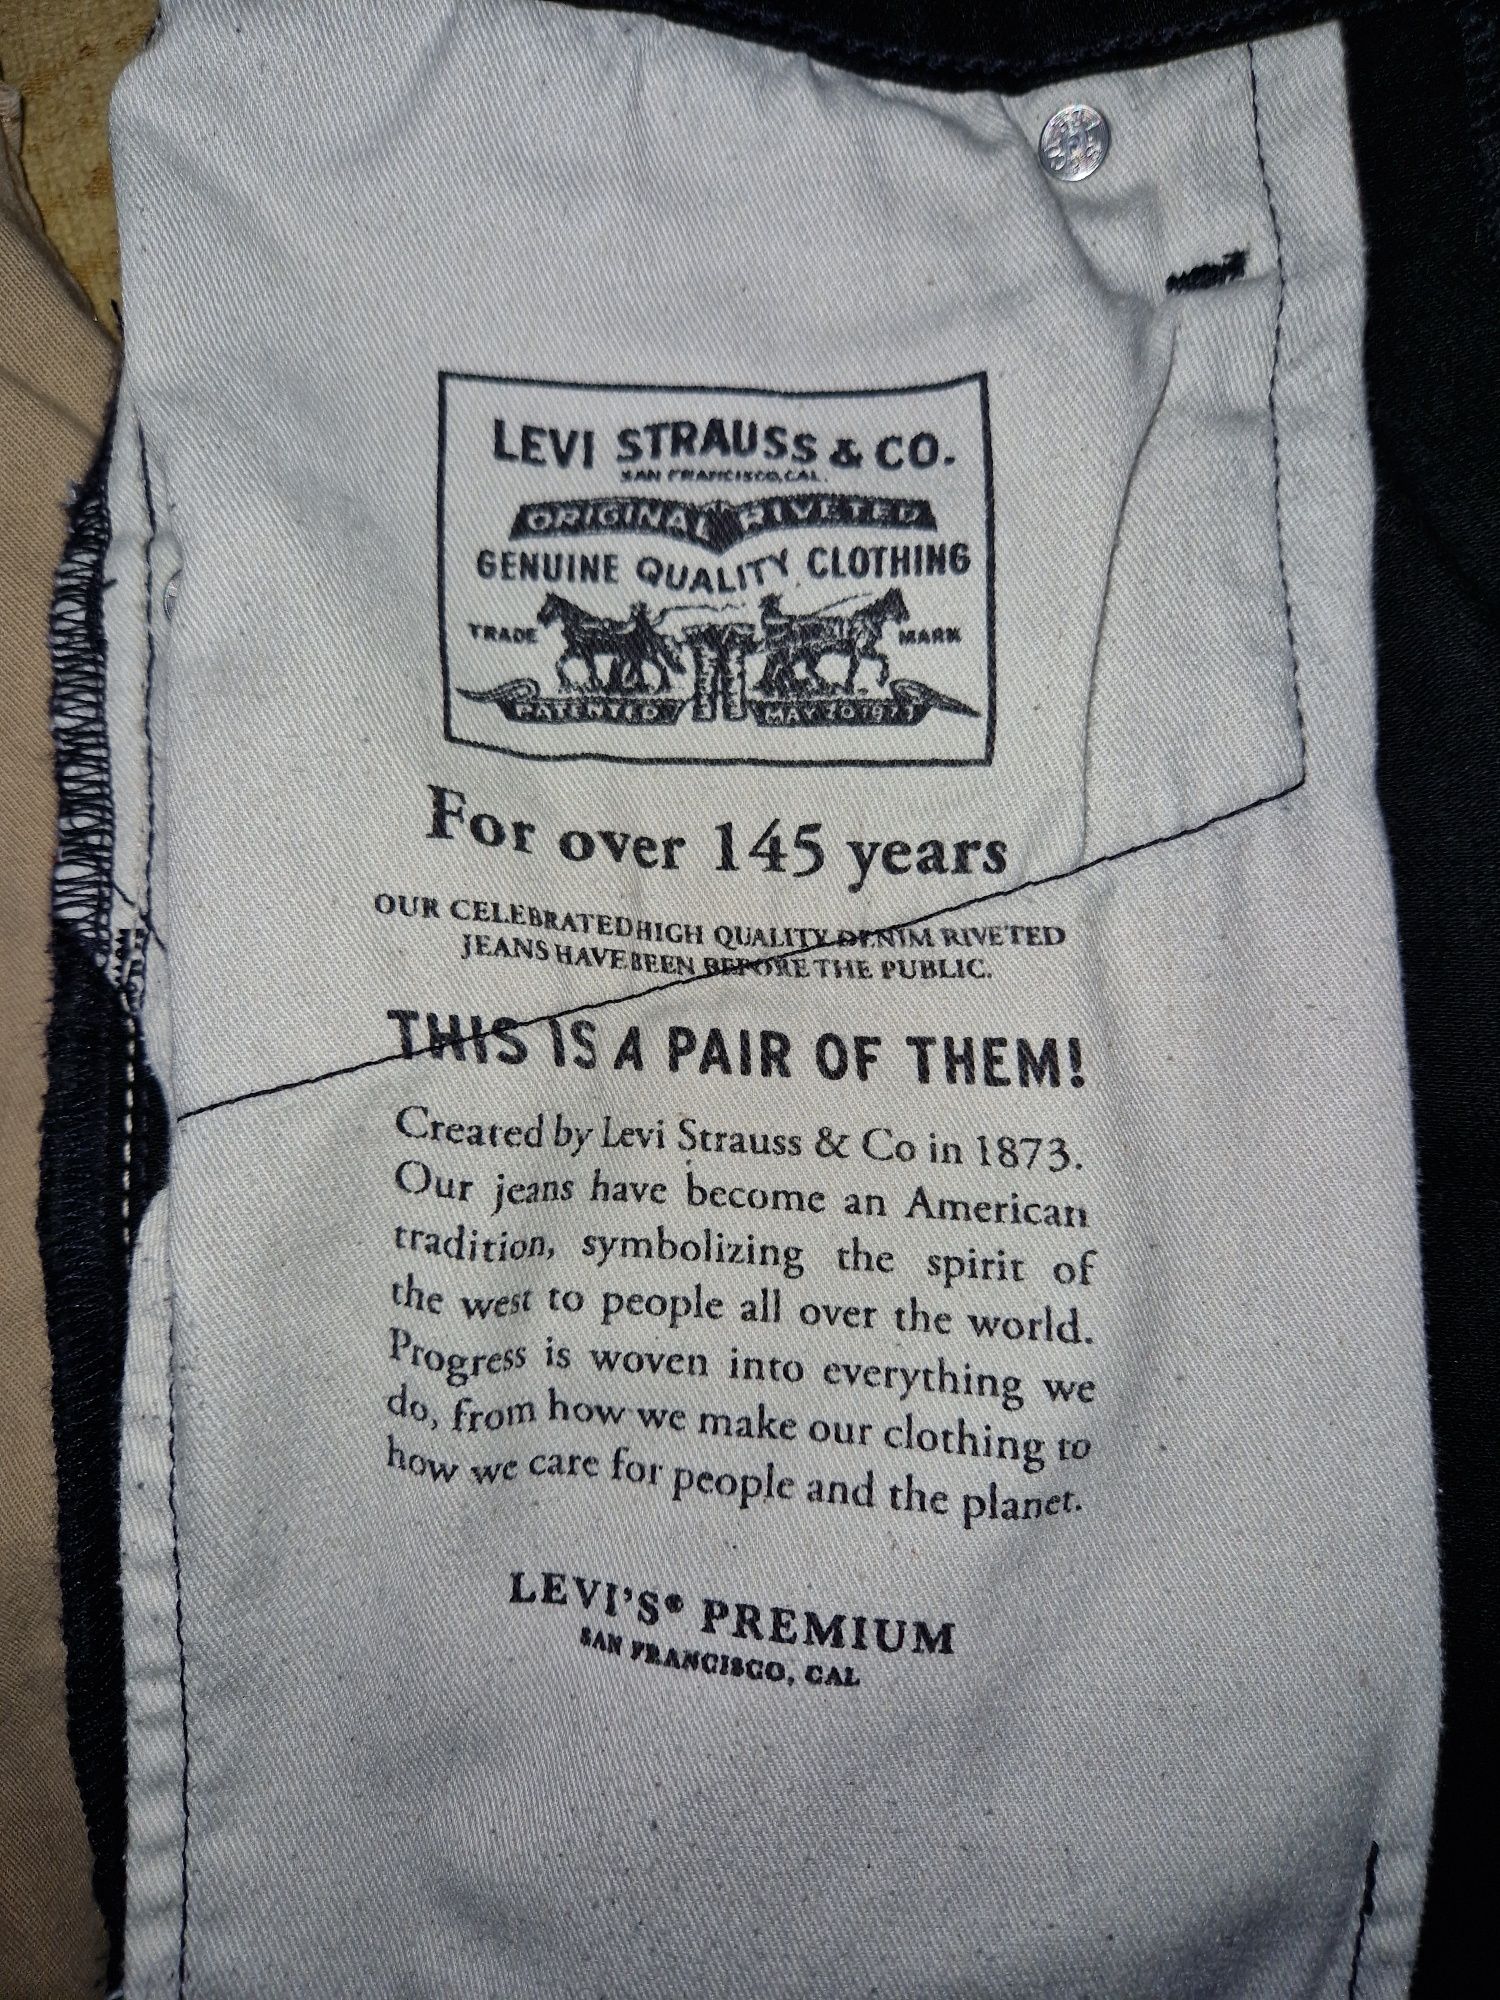 LEVI STRAUSS & CO.
SAN FRANCISCO, CAL.
ORIGINAL RIVETED
GENUINE QUALITY CLOTHING
TRADE MARK
PATENTED MAY 20 1873
For over 145 years
OUR CELEBRATED HIGH QUALITY DENIM RIVETED
JEANS HAVE BEEN BEFORE THE PUBLIC.
THIS IS A PAIR OF THEM!
Created by Levi Strauss & Co in 1873.
Our jeans have become an American
tradition, symbolizing the spirit of
the west to people all over the world.
Progress is woven into everything we
do, from how we make our clothing to
how we care for people and the planet.
LEVI'S® PREMIUM
SAN FRANCISCO, CAL